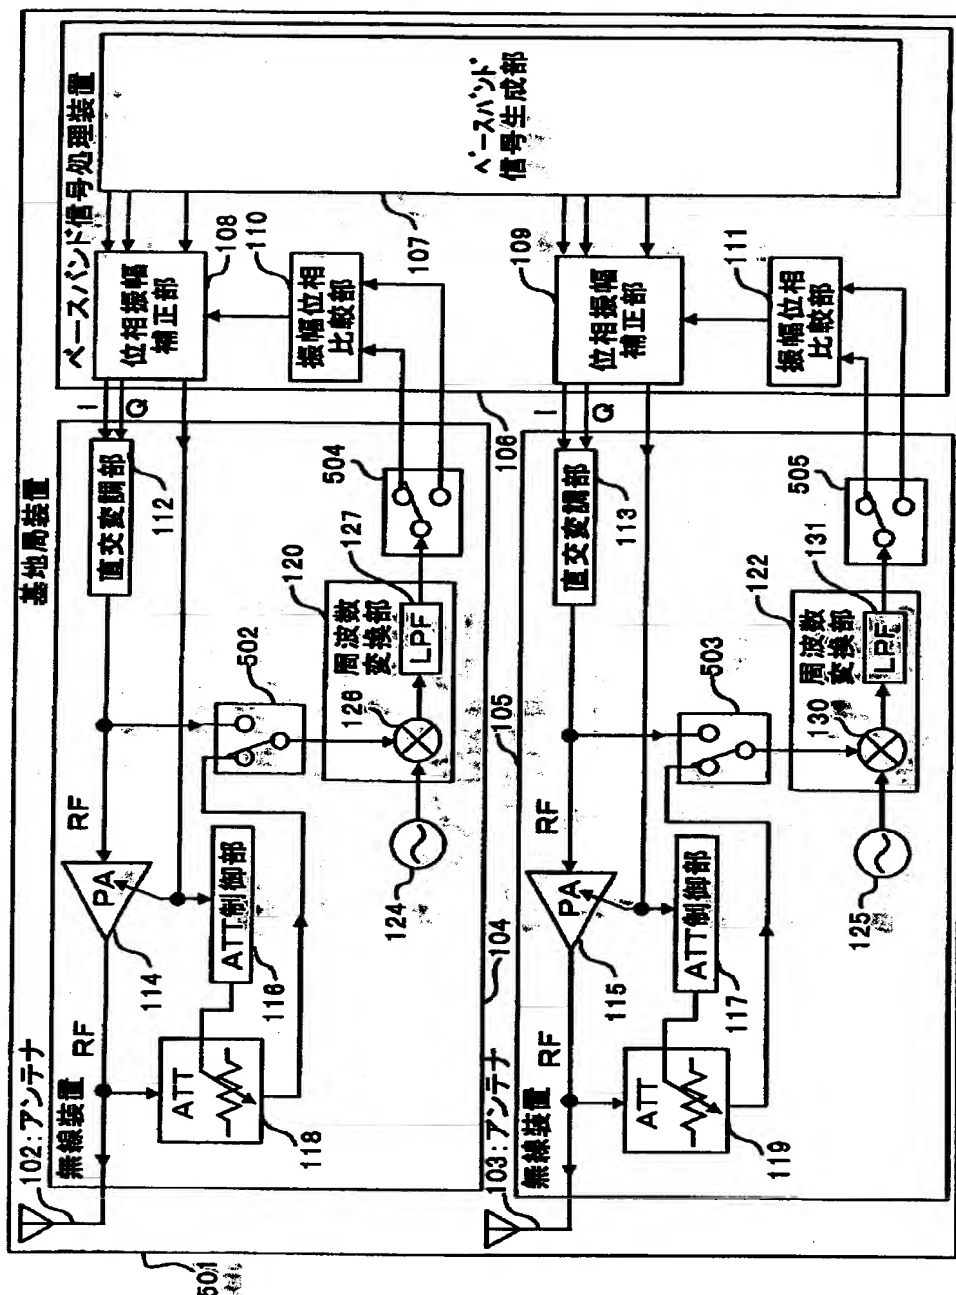 基地局装置
501
102:アンテナ
無線装置
RF
PA
114
RF
直交変調部
112
I
Q
ベースバンド信号処理装置
位相振幅
補正部
108
振幅位相
比較部
110
107
ベースバンド
信号生成部
ATT
118
ATT制御部
116
502
周波数
変換部
120
126
LPF
127
124
504
104
106
103:アンテナ
無線装置
105
RF
PA
115
RF
直交変調部
113
I
Q
位相振幅
補正部
109
振幅位相
比較部
111
ATT
119
ATT制御部
117
503
周波数
変換部
122
130
LPF
131
125
505